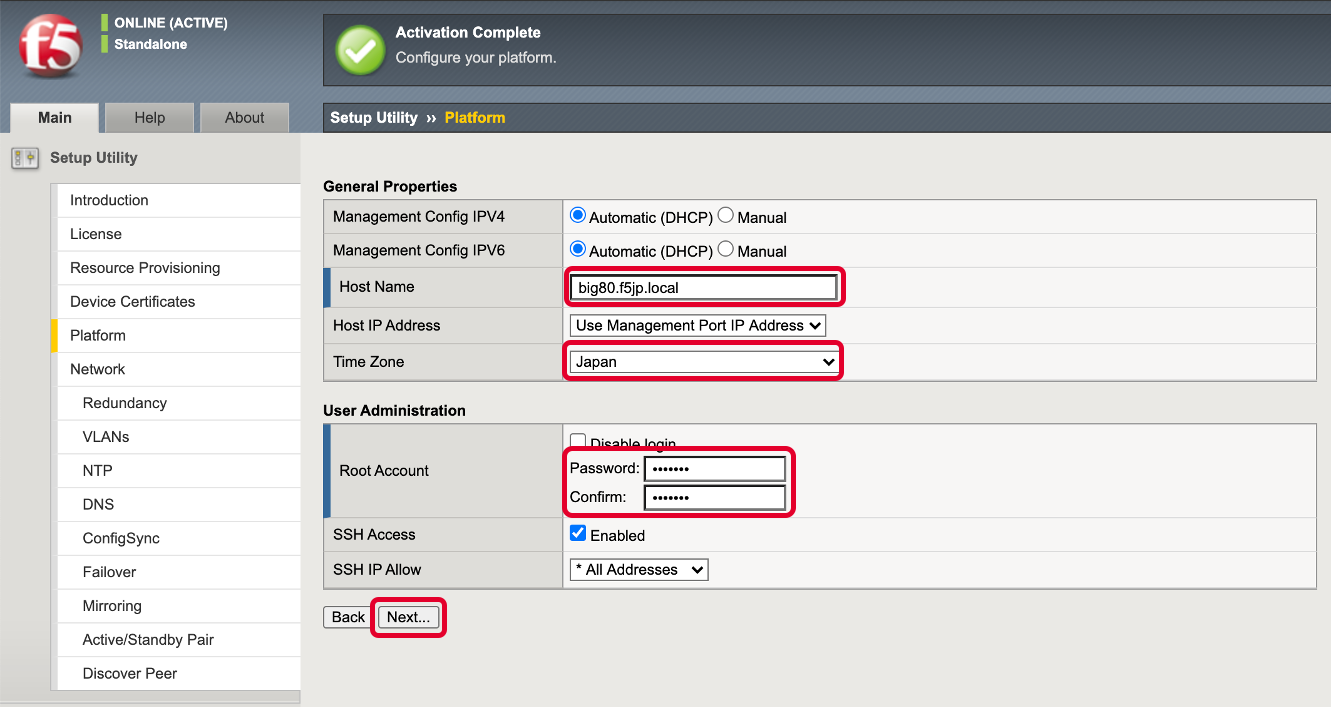 f5
ONLINE (ACTIVE)
Standalone
Activation Complete
Configure your platform.
Main
Help
About
Setup Utility ›› Platform
Setup Utility
Introduction
License
Resource Provisioning
Device Certificates
Platform
Network
Redundancy
VLANs
NTP
DNS
ConfigSync
Failover
Mirroring
Active/Standby Pair
Discover Peer
General Properties
Management Config IPV4 Automatic (DHCP) Manual
Management Config IPV6 Automatic (DHCP) Manual
Host Name big80.f5jp.local
Host IP Address Use Management Port IP Address
Time Zone Japan
User Administration
Root Account
Disable login
Password: •••••••
Confirm: •••••••
SSH Access Enabled
SSH IP Allow * All Addresses
Back Next...